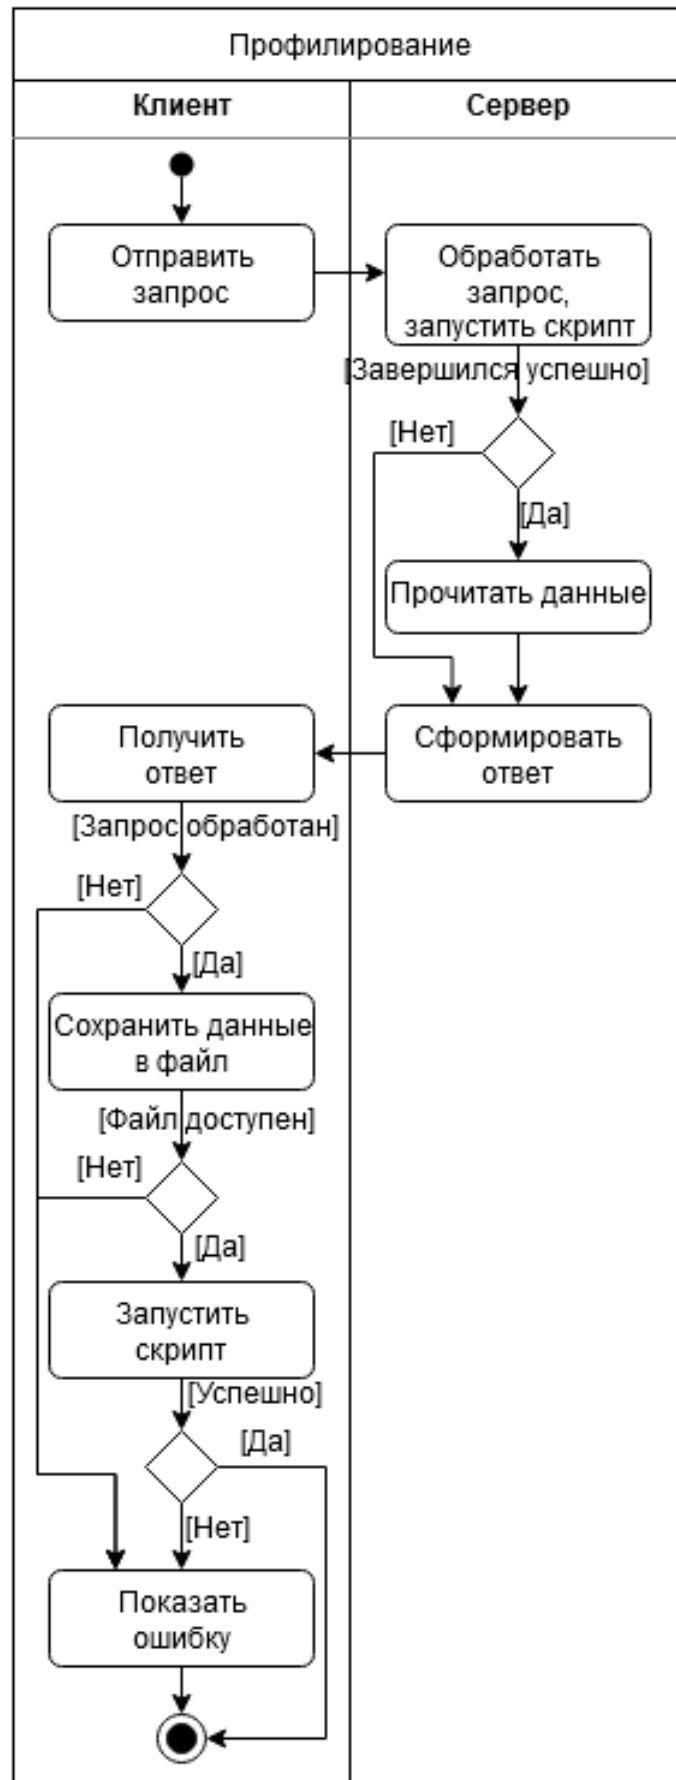 Профилирование
Клиент
Сервер
Отправить
запрос
Обработать
запрос,
запустить скрипт
[Завершился успешно]
[Нет]
[Да]
Прочитать данные
Получить
ответ
Сформировать
ответ
[Запрос обработан]
[Нет]
[Да]
Сохранить данные
в файл
[Файл доступен]
[Нет]
[Да]
Запустить
скрипт
[Успешно]
[Да]
[Нет]
Показать
ошибку